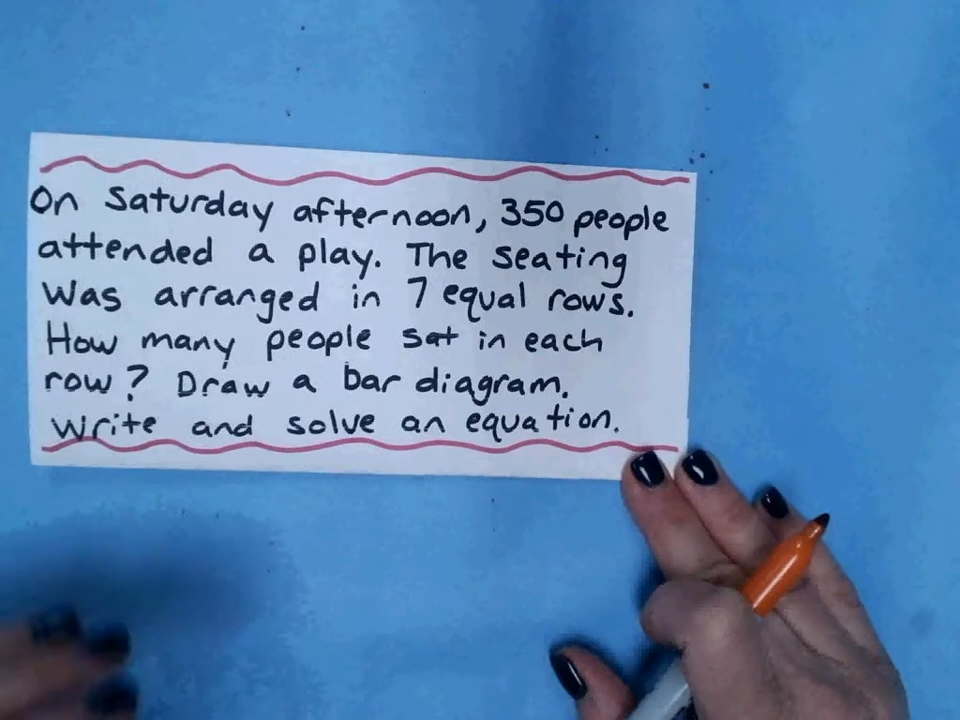 On Saturday afternoon, 350 people
attended a play. The seating
was arranged in 7 equal rows.
How many people sat in each
row? Draw a bar diagram.
Write and solve an equation.